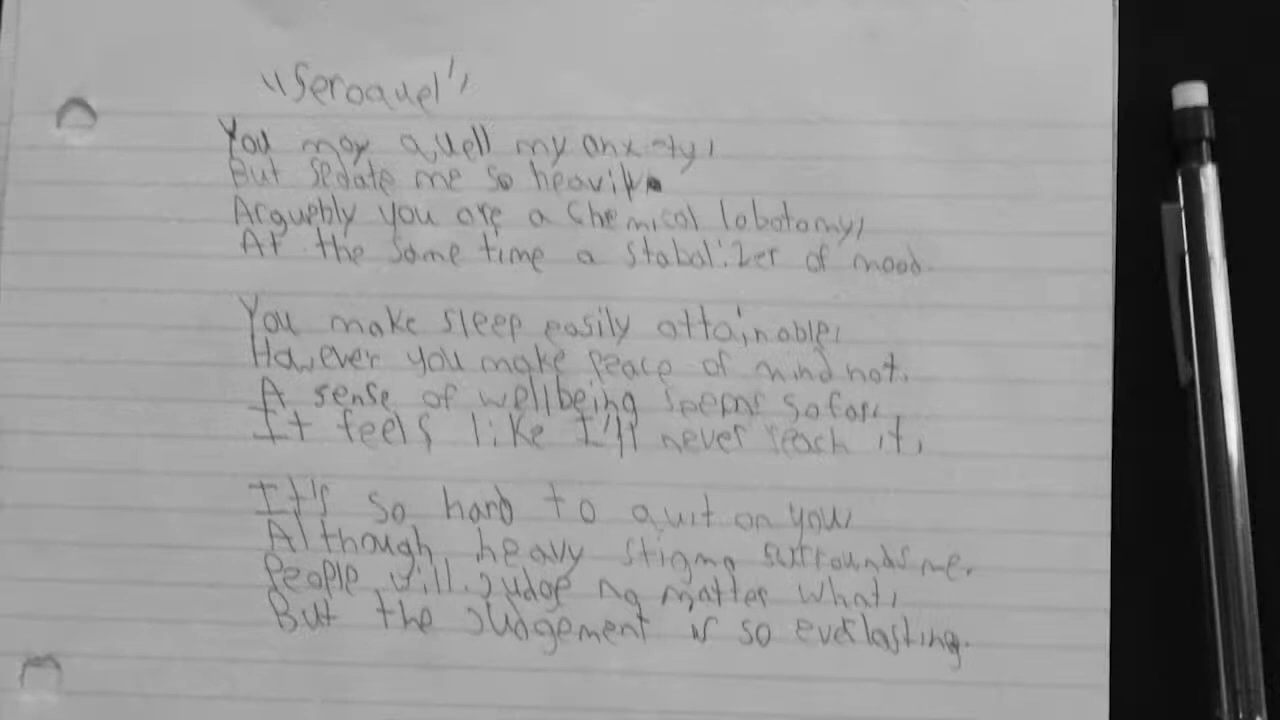 "Seroquel"
You may quell my anxiety,
But sedate me so heavily.
Arguebly you are a chemical lobotomy,
At the same time a stabalizer of mood.
You make sleep easily attainable,
However you make peace of mind not.
A sense of wellbeing seems so far,
It feels like I'll never reach it,
It's so hard to quit on you,
Although heavy stigma surrounds me.
People will judge no matter what,
But the judgement is so everlasting.